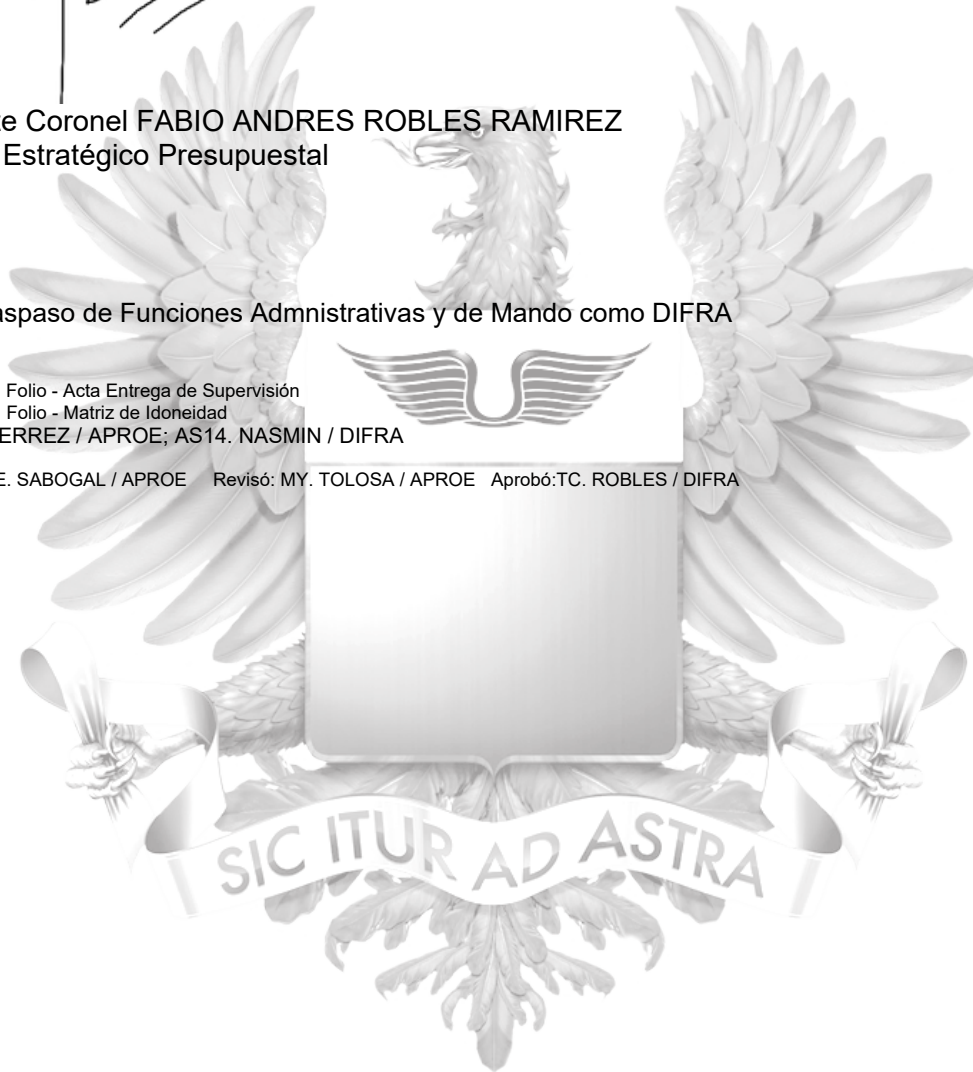 te Coronel FABIO ANDRES ROBLES RAMIREZ
Estratégico Presupuestal
aspaso de Funciones Admnistrativas y de Mando como DIFRA
Folio - Acta Entrega de Supervisión
Folio - Matriz de Idoneidad
ERREZ / APROE; AS14. NASMIN / DIFRA
E. SABOGAL / APROE Revisó: MY. TOLOSA / APROE Aprobó:TC. ROBLES / DIFRA
SIC ITUR AD ASTRA